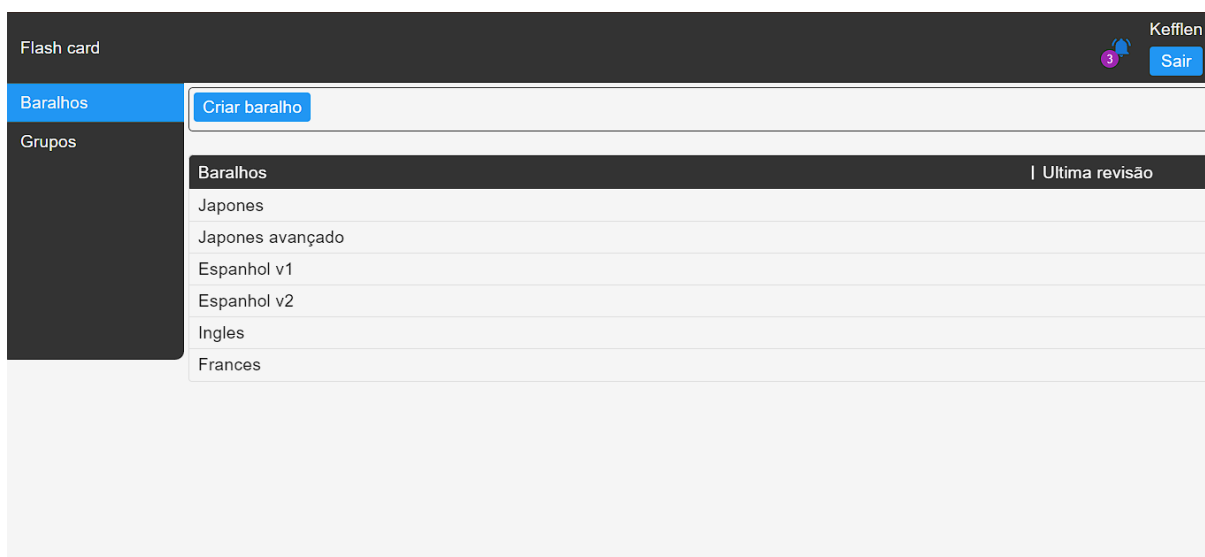 Flash card
3
Kefflen
Sair
Baralhos
Grupos
Criar baralho
Baralhos | Ultima revisão
Japones
Japones avançado
Espanhol v1
Espanhol v2
Ingles
Frances